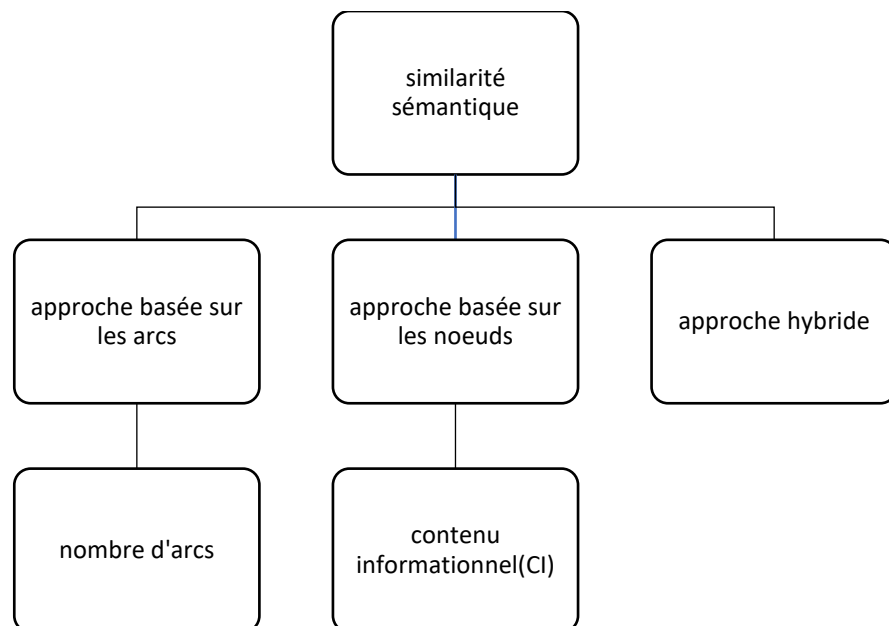 similarité
sémantique
approche basée sur
les arcs
approche basée sur
les noeuds
approche hybride
nombre d'arcs
contenu
informationnel(CI)